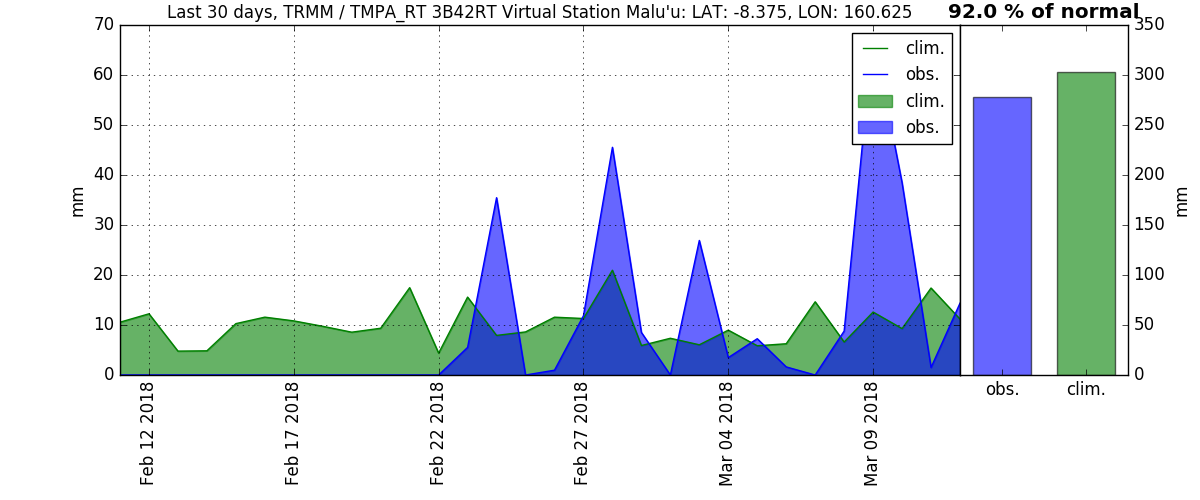 Last 30 days, TRMM / TMPA_RT 3B42RT Virtual Station Malu'u: LAT: -8.375, LON: 160.625
92.0 % of normal
70
60
50
40
30
20
10
0
mm
clim.
obs.
clim.
obs.
350
300
250
200
150
100
50
0
mm
obs.
clim.
Feb 12 2018
Feb 17 2018
Feb 22 2018
Feb 27 2018
Mar 04 2018
Mar 09 2018